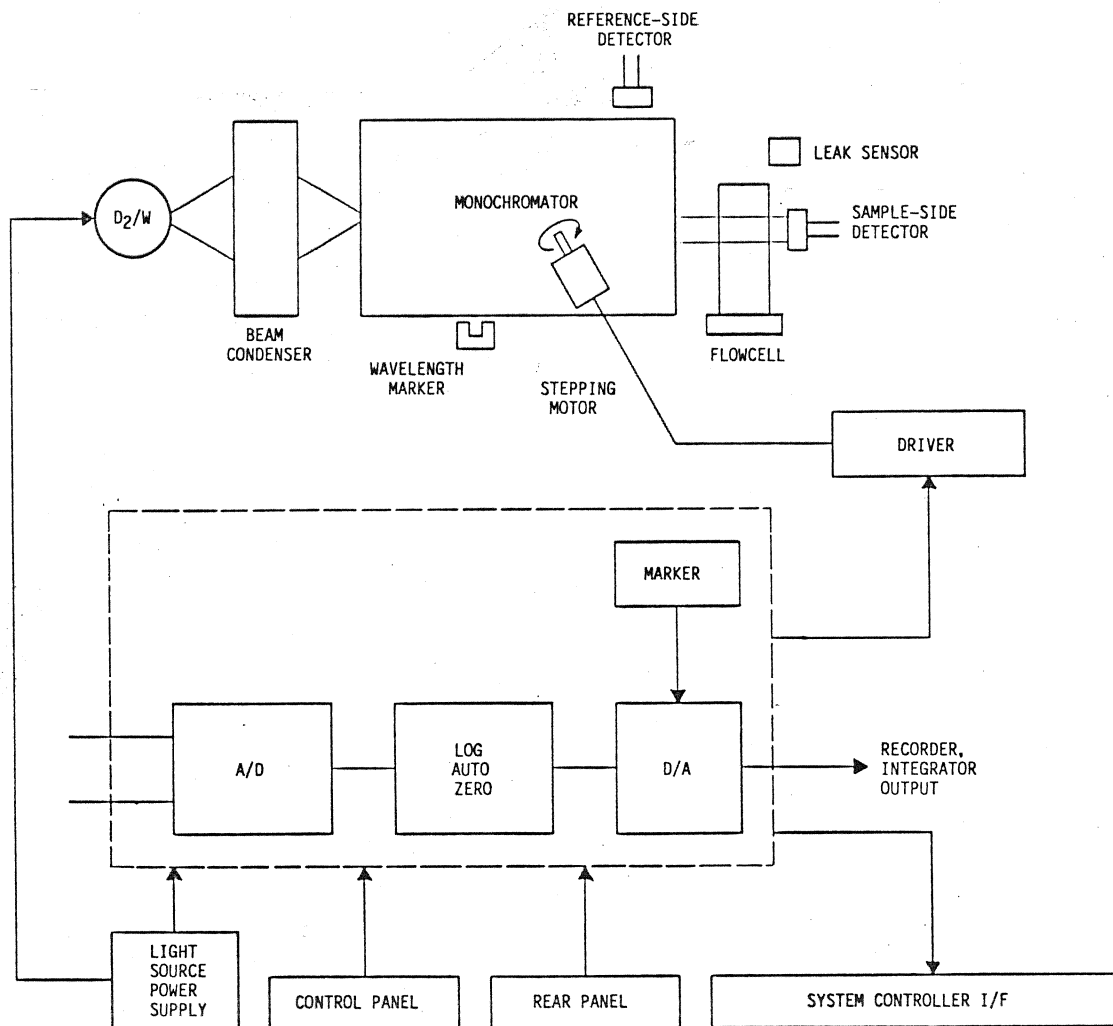 REFERENCE-SIDE
DETECTOR
LEAK SENSOR
MONOCHROMATOR
D2/W
SAMPLE-SIDE
DETECTOR
BEAM
CONDENSER
FLOWCELL
WAVELENGTH
MARKER
STEPPING
MOTOR
DRIVER
MARKER
A/D
LOG
AUTO
ZERO
D/A
RECORDER,
INTEGRATOR
OUTPUT
LIGHT
SOURCE
POWER
SUPPLY
CONTROL PANEL
REAR PANEL
SYSTEM CONTROLLER I/F